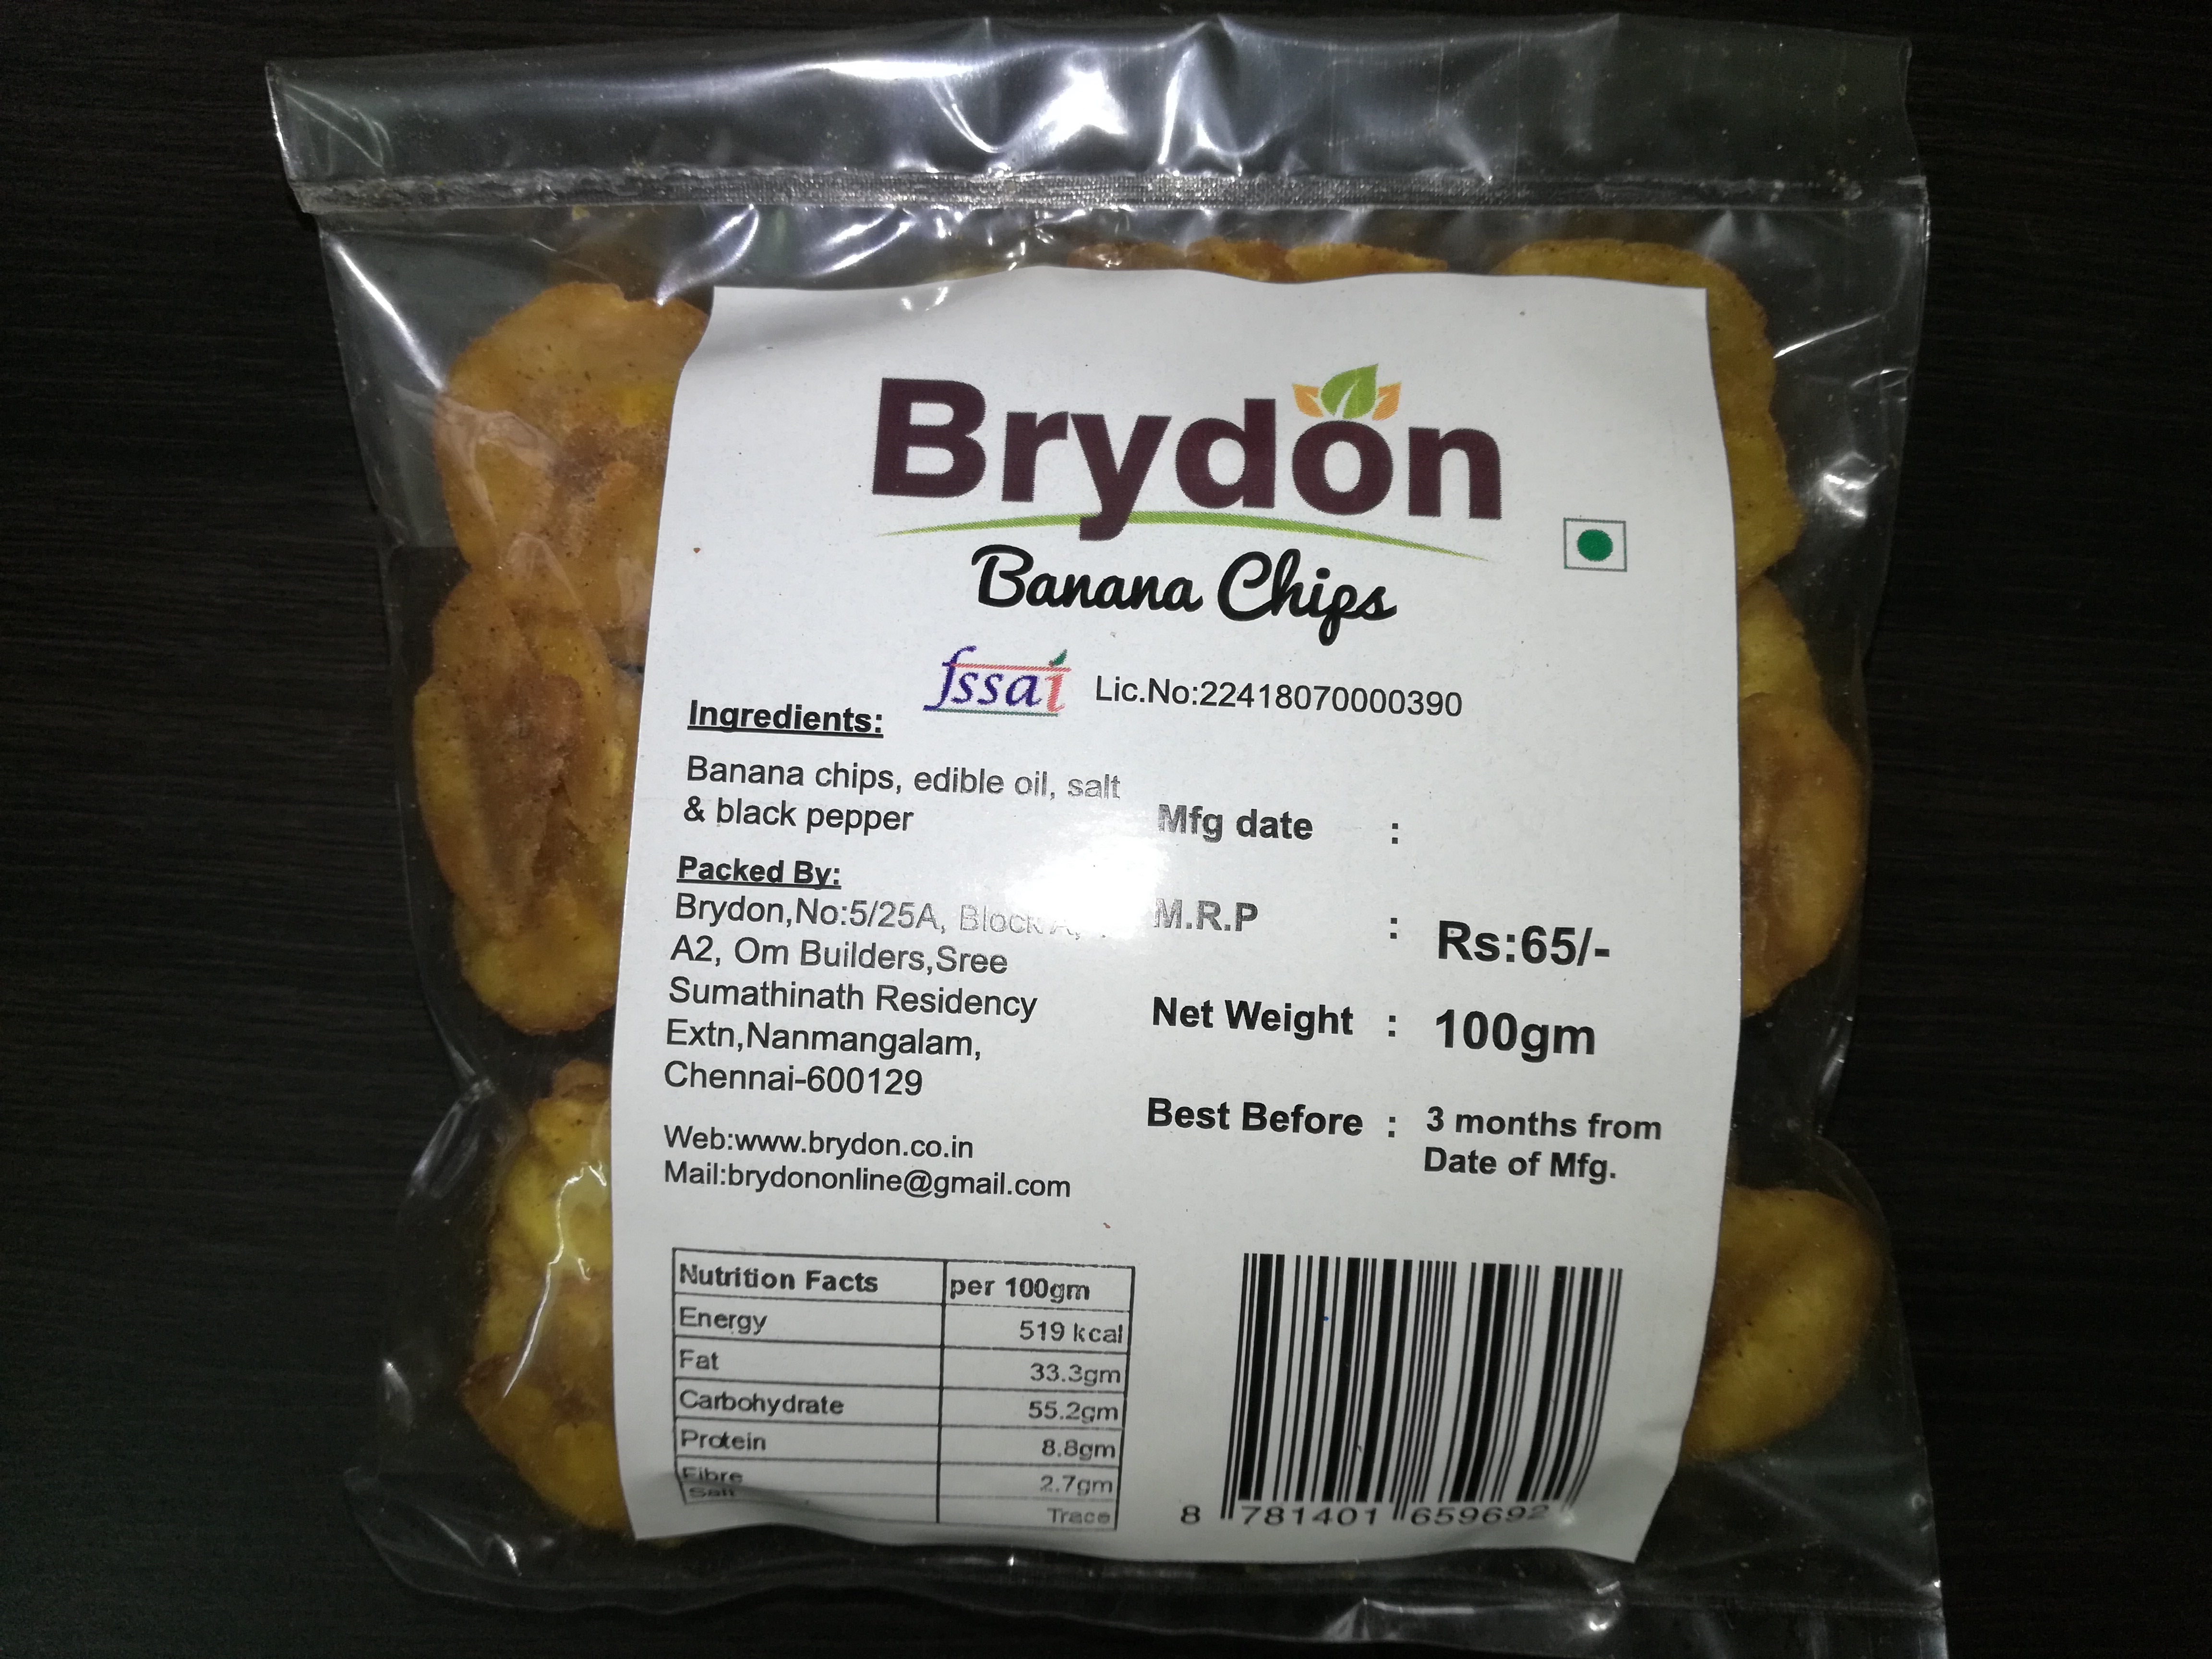 Brydon
Banana Chips
fssai Lic.No:22418070000390
Ingredients:
Banana chips, edible oil, salt
& black pepper
Packed By:
Brydon,No:5/25A, Block A,
A2, Om Builders,Sree
Sumathinath Residency
Extn,Nanmangalam,
Chennai-600129
Web:www.brydon.co.in
Mail:brydononline@gmail.com
Mfg date :
M.R.P : Rs:65/-
Net Weight : 100gm
Best Before : 3 months from
Date of Mfg.
Nutrition Facts per 100gm
Energy 519 kcal
Fat 33.3gm
Carbohydrate 55.2gm
Protein 8.8gm
Fibre 2.7gm
Salt Trace
8 781401 659692